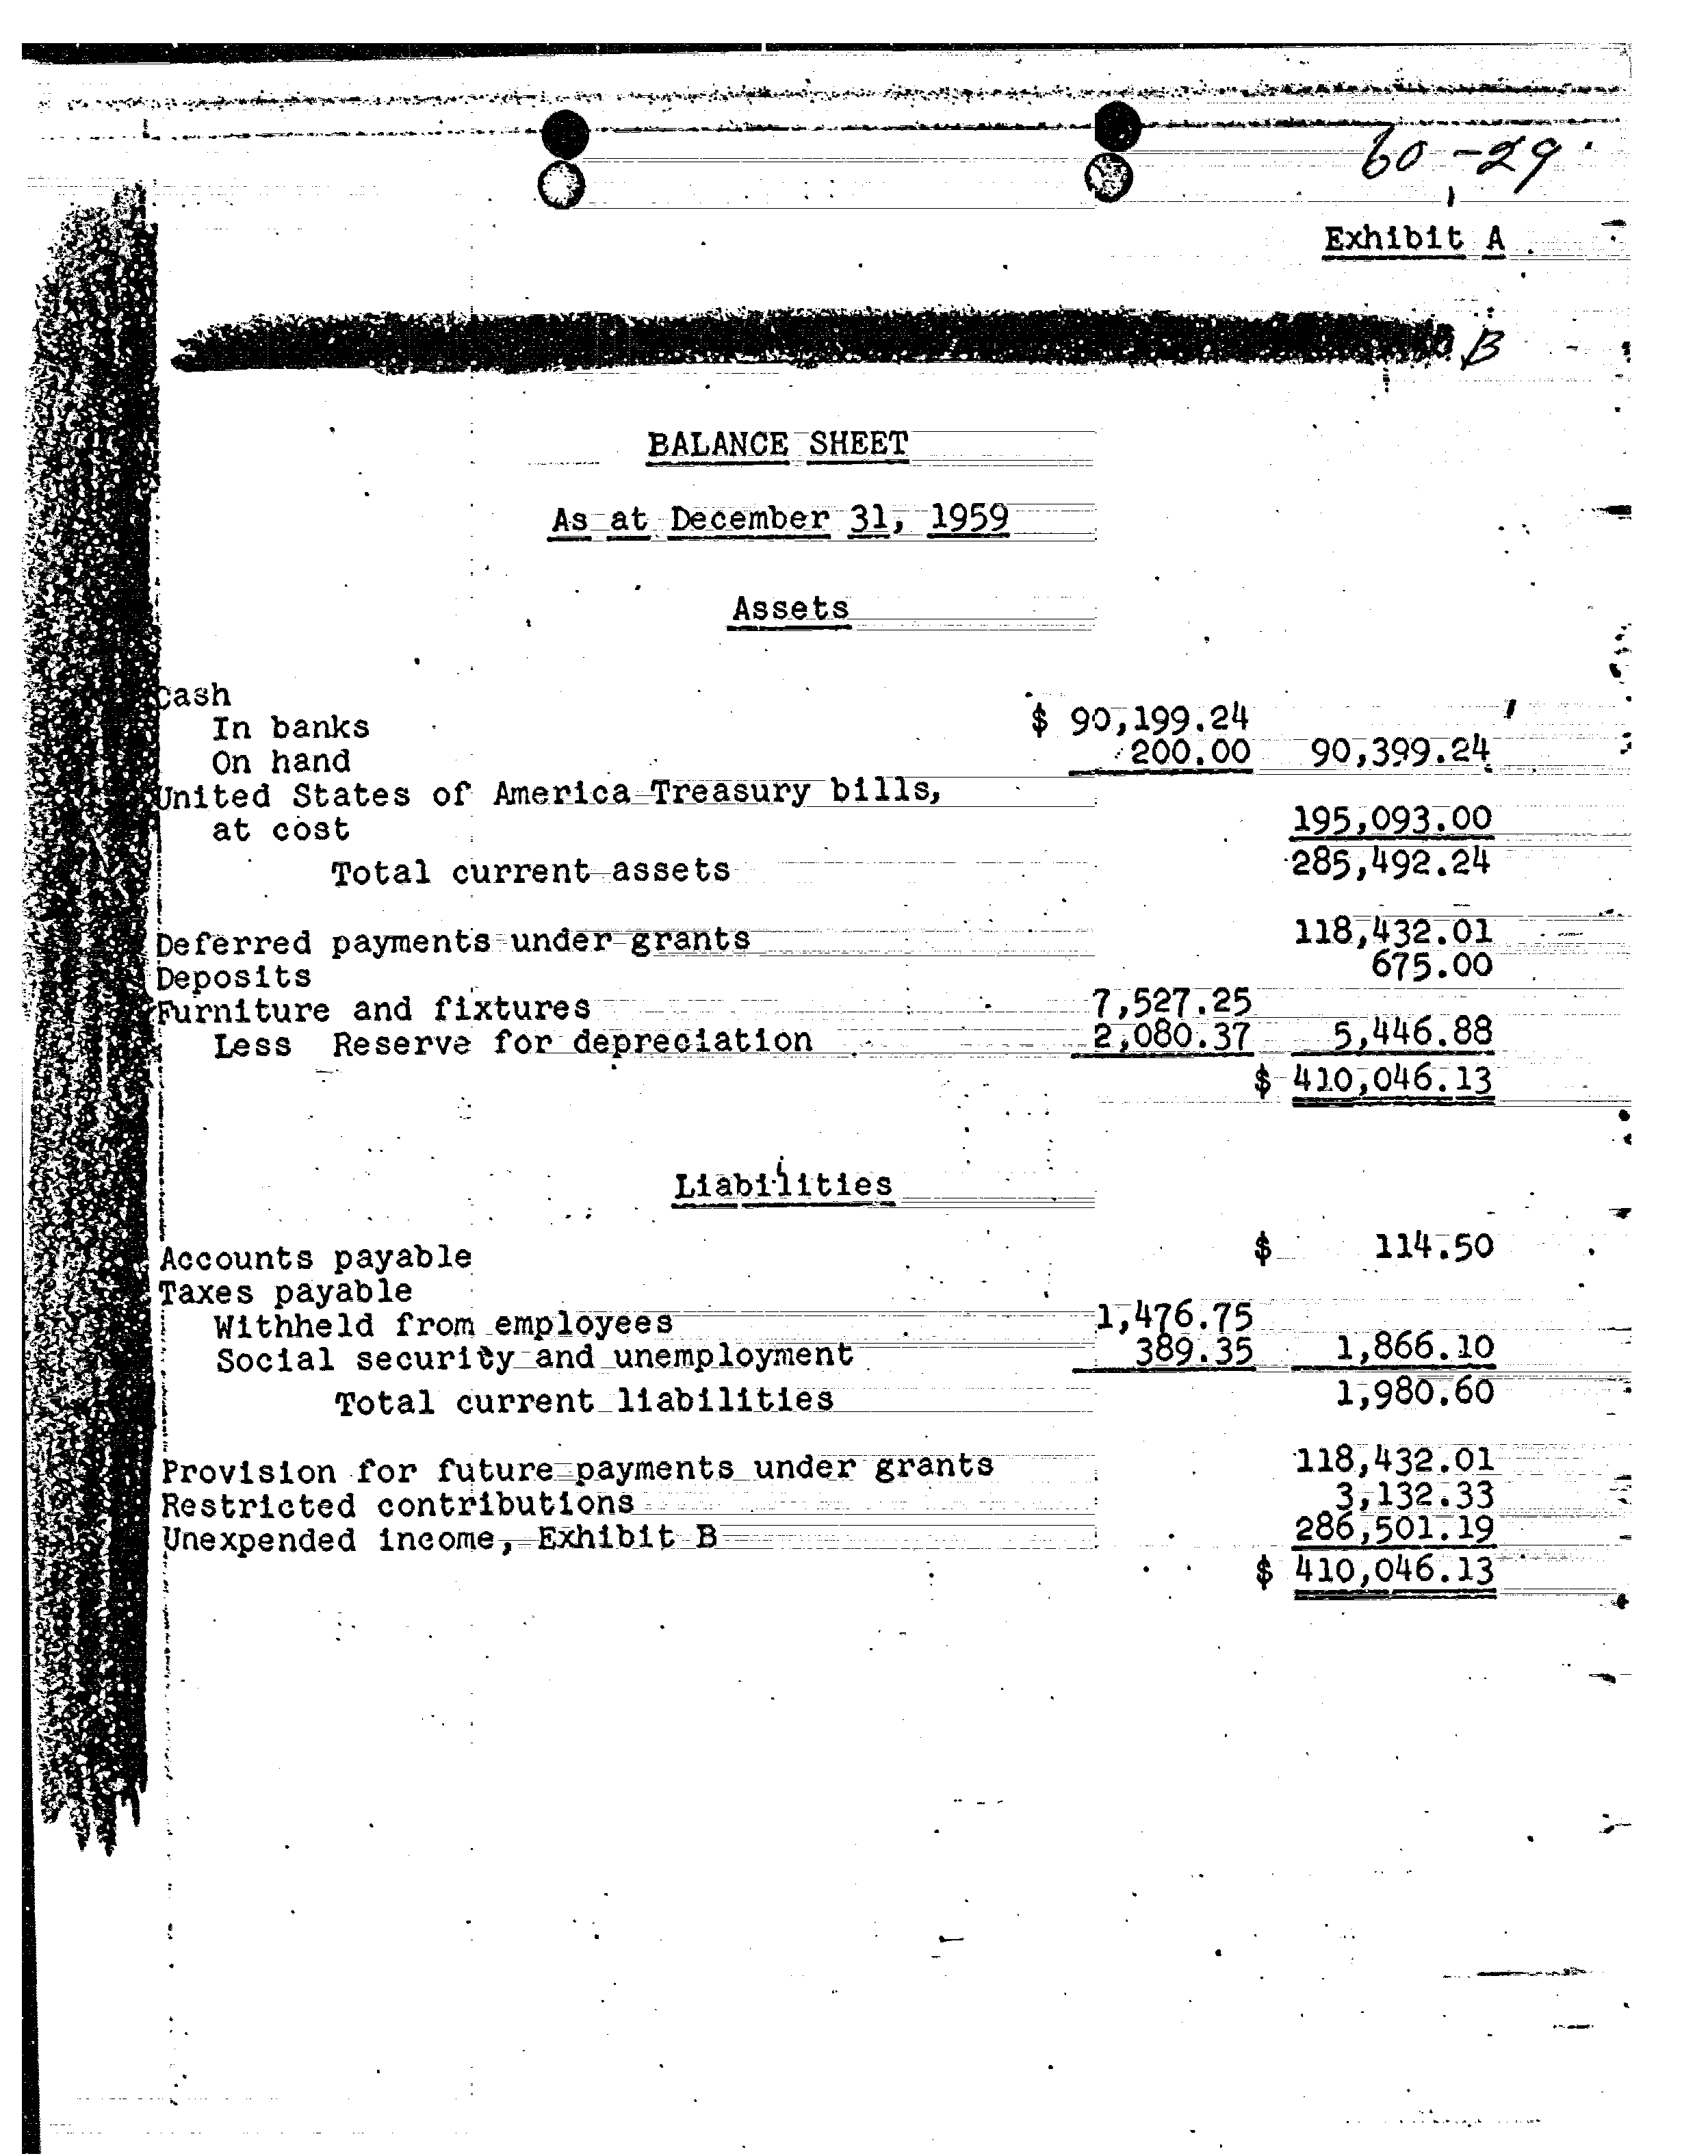 60-29
Exhibit A
B
BALANCE SHEET
As at December 31, 1959
Assets
Cash
In banks $ 90,199.24
On hand 200.00 90,399.24
United States of America Treasury bills,
at cost 195,093.00
Total current assets 285,492.24
Deferred payments under grants 118,432.01
Deposits 675.00
Furniture and fixtures 7,527.25
Less Reserve for depreciation 2,080.37 5,446.88
$ 410,046.13
Liabilities
Accounts payable $ 114.50
Taxes payable
Withheld from employees 1,476.75
Social security and unemployment 389.35 1,866.10
Total current liabilities 1,980.60
Provision for future payments under grants 118,432.01
Restricted contributions 3,132.33
Unexpended income, Exhibit B 286,501.19
$ 410,046.13